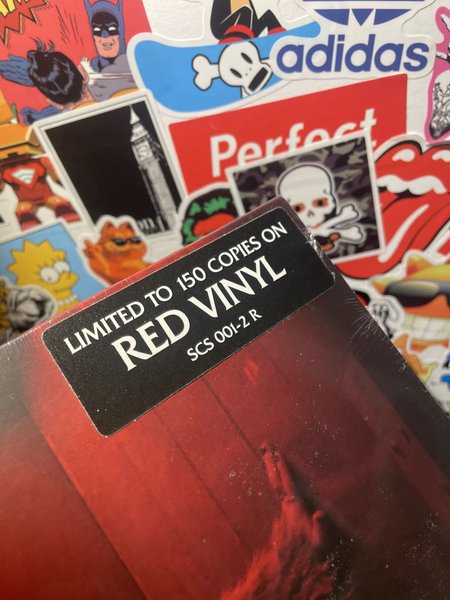 adidas
Perfect
LIMITED TO 150 COPIES ON
RED VINYL
SCS 001-2 R